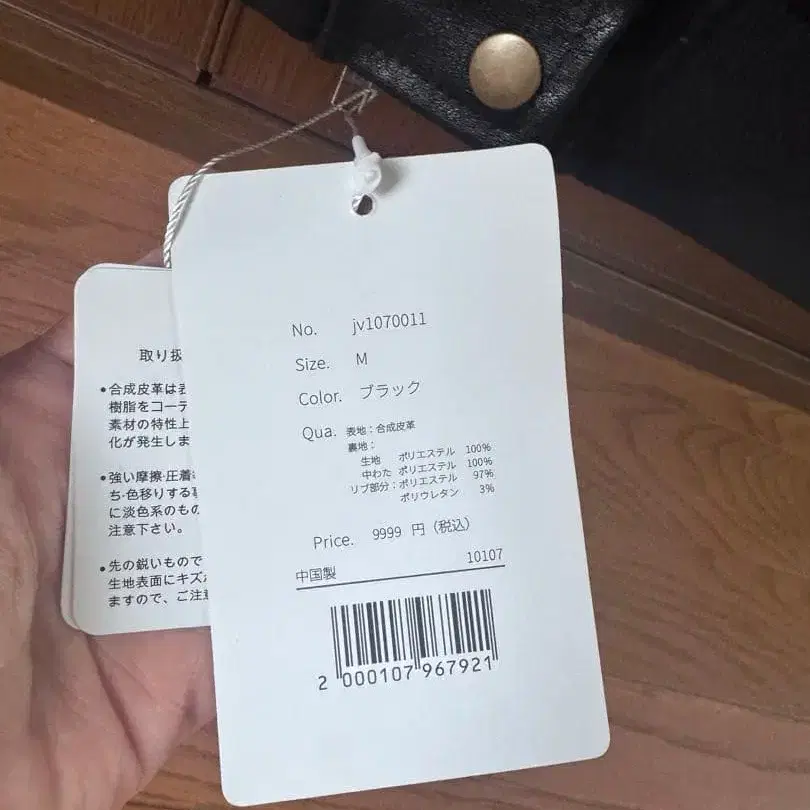 No. jv1070011
Size. M
Color. ブラック
Qua. 表地：合成皮革
裏地：
生地 ポリエステル 100%
中わた ポリエステル 100%
リブ部分：ポリエステル 97%
ポリウレタン 3%
Price. 9999 円（税込）
中国製 10107
2 000107 967921
取り扱
•合成皮革は表
樹脂をコーテ
素材の特性上
化が発生しま
•強い摩擦・圧着
ち・色移りする
に淡色系のもの
注意下さい。
•先の鋭いもので
生地表面にキズ
ますので、ご注意